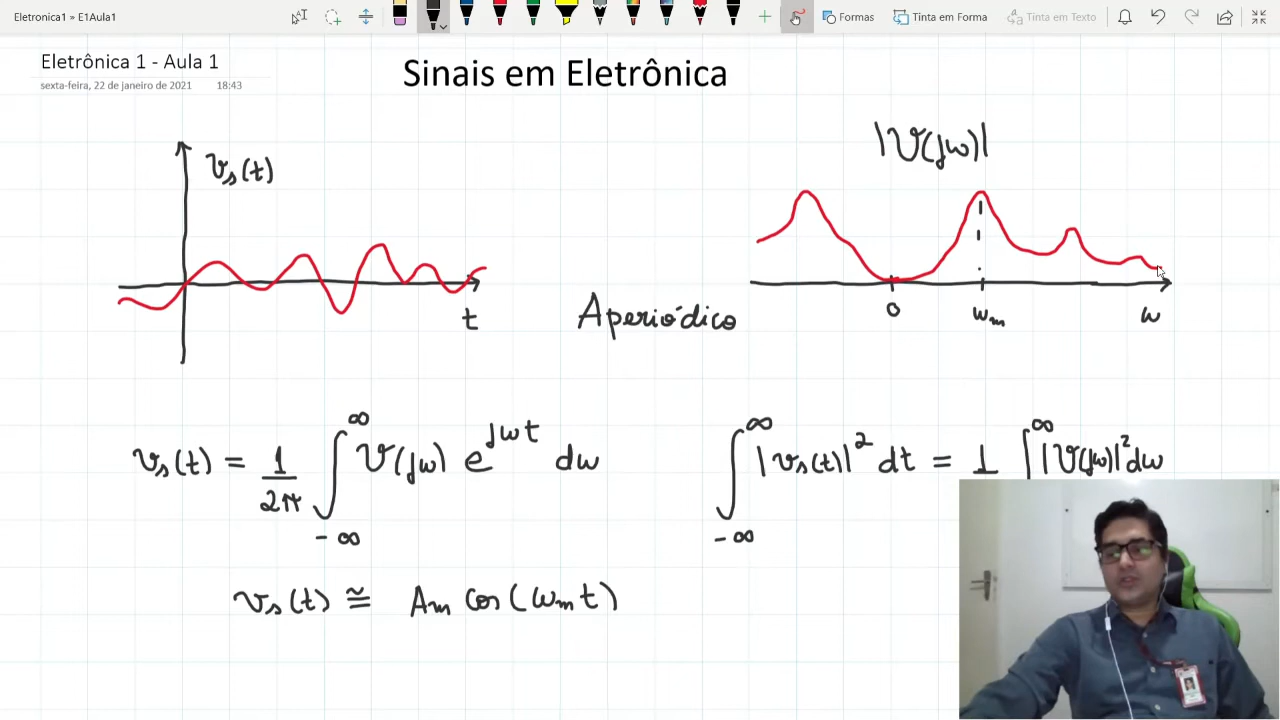 Eletronica1 » E1Aula1
Formas
Tinta em Forma
Tinta em Texto
Eletrônica 1 - Aula 1
sexta-feira, 22 de janeiro de 2021 18:43
Sinais em Eletrônica
vₛ(t)
t
Aperiódico
|V(jω)|
0 ωₘ ω
vₛ(t) = 1/2π ∫_{-∞}^{∞} V(jω) e^{jωt} dω
∫_{-∞}^{∞} |vₛ(t)|² dt = 1 ∫^{∞} |V(jω)|² dω
vₛ(t) ≅ Aₘ cos(ωₘt)